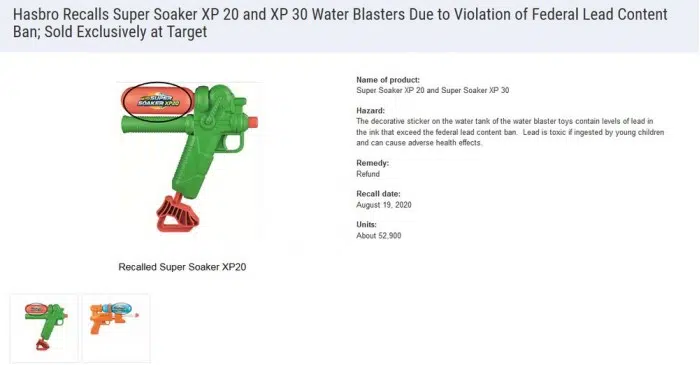 Hasbro Recalls Super Soaker XP 20 and XP 30 Water Blasters Due to Violation of Federal Lead Content
Ban; Sold Exclusively at Target
SUPER
SOAKER XP20
Name of product:
Super Soaker XP 20 and Super Soaker XP 30
Hazard:
The decorative sticker on the water tank of the water blaster toys contain levels of lead in
the ink that exceed the federal lead content ban. Lead is toxic if ingested by young children
and can cause adverse health effects.
Remedy:
Refund
Recall date:
August 19, 2020
Units:
About 52,900
Recalled Super Soaker XP20